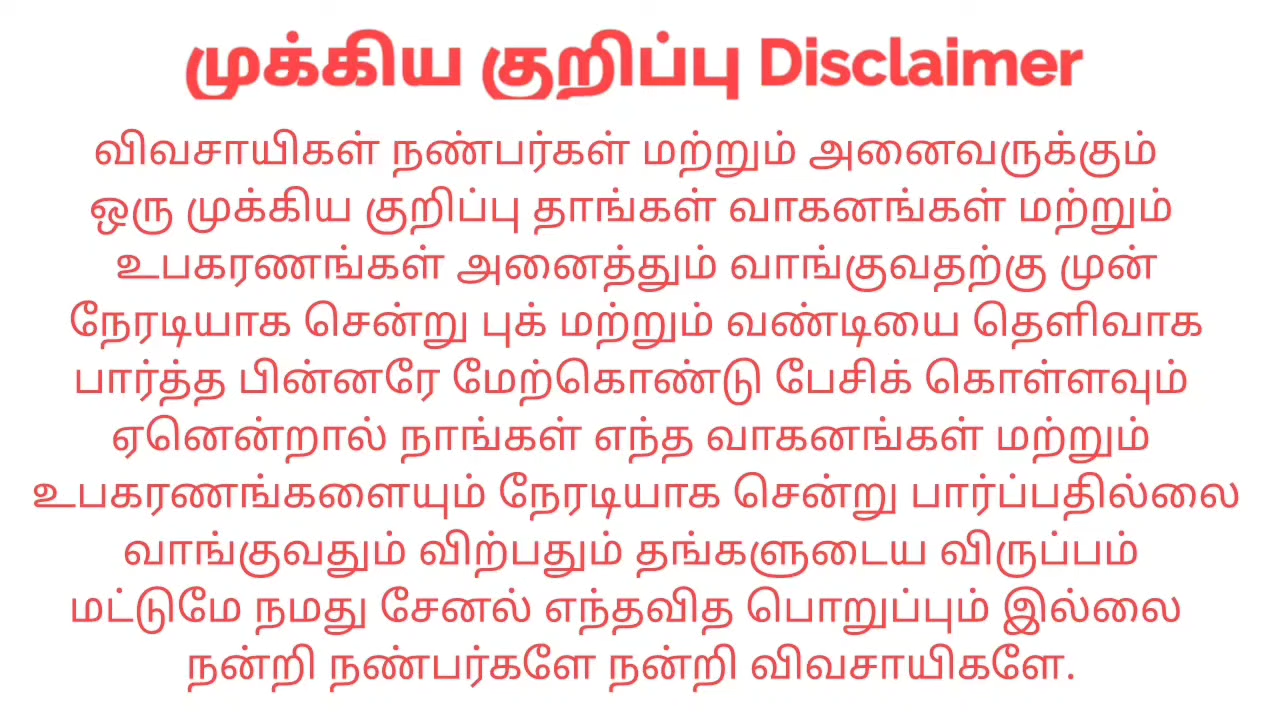 முக்கிய குறிப்பு Disclaimer
விவசாயிகள் நண்பர்கள் மற்றும் அனைவருக்கும்
ஒரு முக்கிய குறிப்பு தாங்கள் வாகனங்கள் மற்றும்
உபகரணங்கள் அனைத்தும் வாங்குவதற்கு முன்
நேரடியாக சென்று புக் மற்றும் வண்டியை தெளிவாக
பார்த்த பின்னரே மேற்கொண்டு பேசிக் கொள்ளவும்
ஏனென்றால் நாங்கள் எந்த வாகனங்கள் மற்றும்
உபகரணங்களையும் நேரடியாக சென்று பார்ப்பதில்லை
வாங்குவதும் விற்பதும் தங்களுடைய விருப்பம்
மட்டுமே நமது சேனல் எந்தவித பொறுப்பும் இல்லை
நன்றி நண்பர்களே நன்றி விவசாயிகளே.